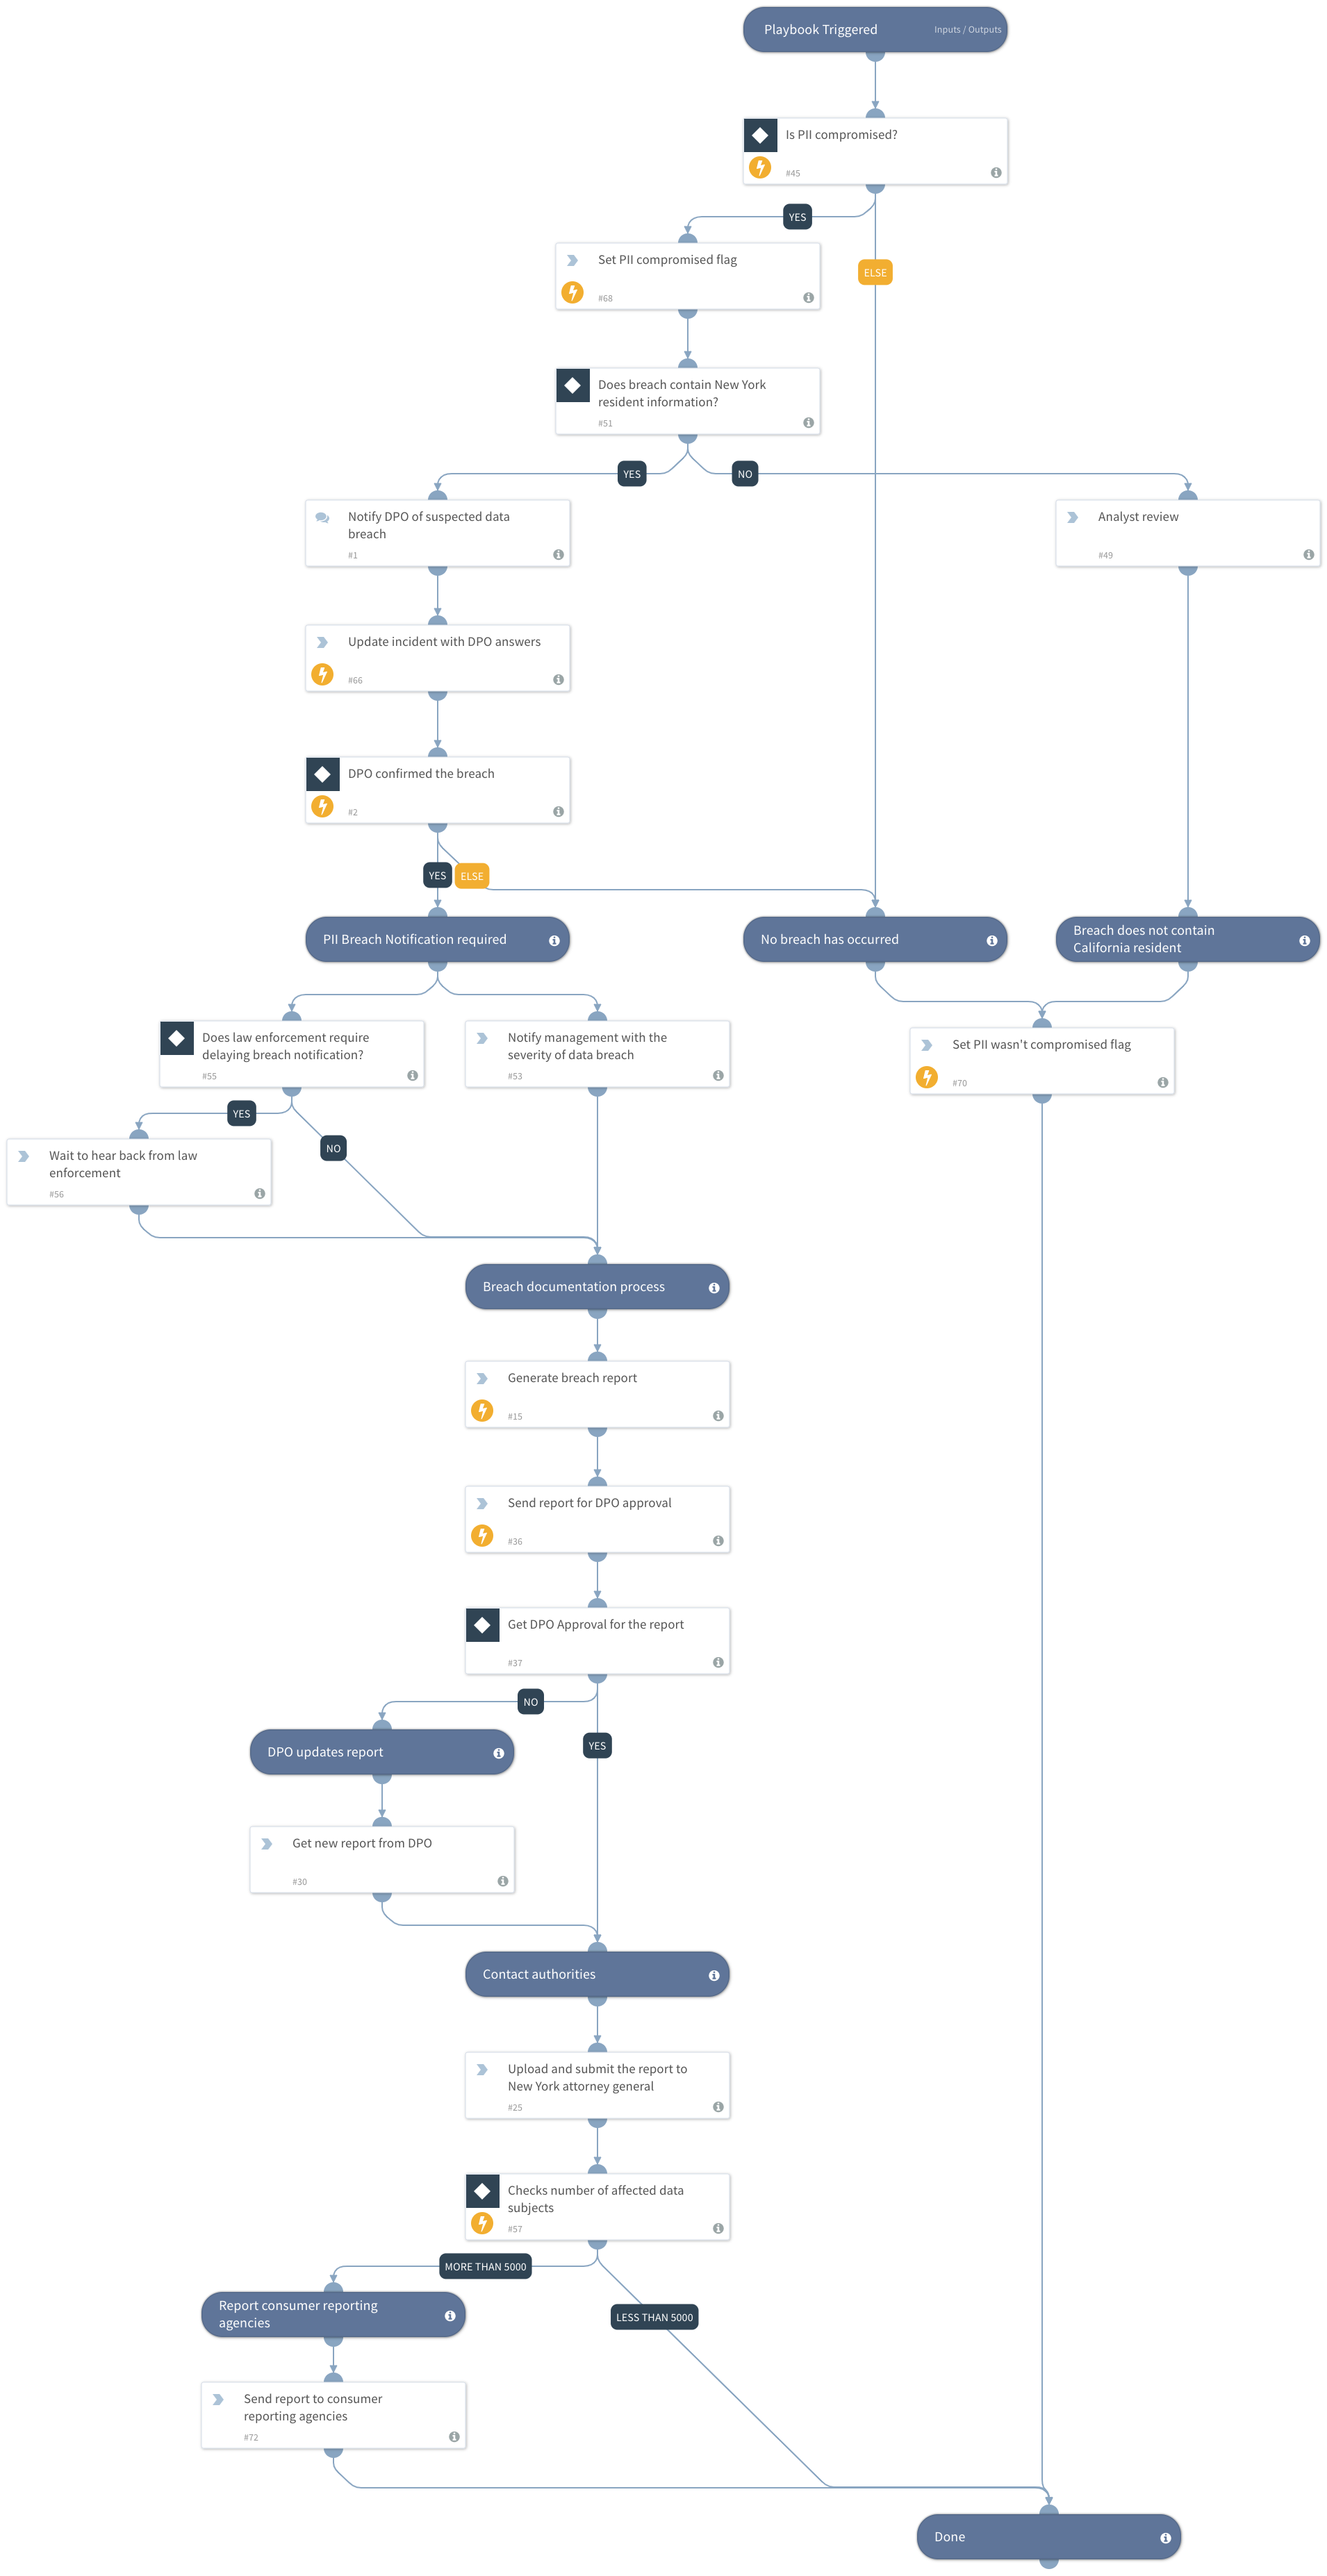 Playbook Triggered
Inputs / Outputs
Is PII compromised?
#45
YES
Set PII compromised flag
#68
ELSE
Does breach contain New York
resident information?
#51
YES
NO
Notify DPO of suspected data
breach
#1
Analyst review
#49
Update incident with DPO answers
#66
DPO confirmed the breach
#2
YES
ELSE
PII Breach Notification required
No breach has occurred
Breach does not contain
California resident
Does law enforcement require
delaying breach notification?
#55
Notify management with the
severity of data breach
#53
Set PII wasn't compromised flag
#70
YES
NO
Wait to hear back from law
enforcement
#56
Breach documentation process
Generate breach report
#15
Send report for DPO approval
#36
Get DPO Approval for the report
#37
NO
YES
DPO updates report
Get new report from DPO
#30
Contact authorities
Upload and submit the report to
New York attorney general
#25
Checks number of affected data
subjects
#57
MORE THAN 5000
LESS THAN 5000
Report consumer reporting
agencies
Send report to consumer
reporting agencies
#72
Done